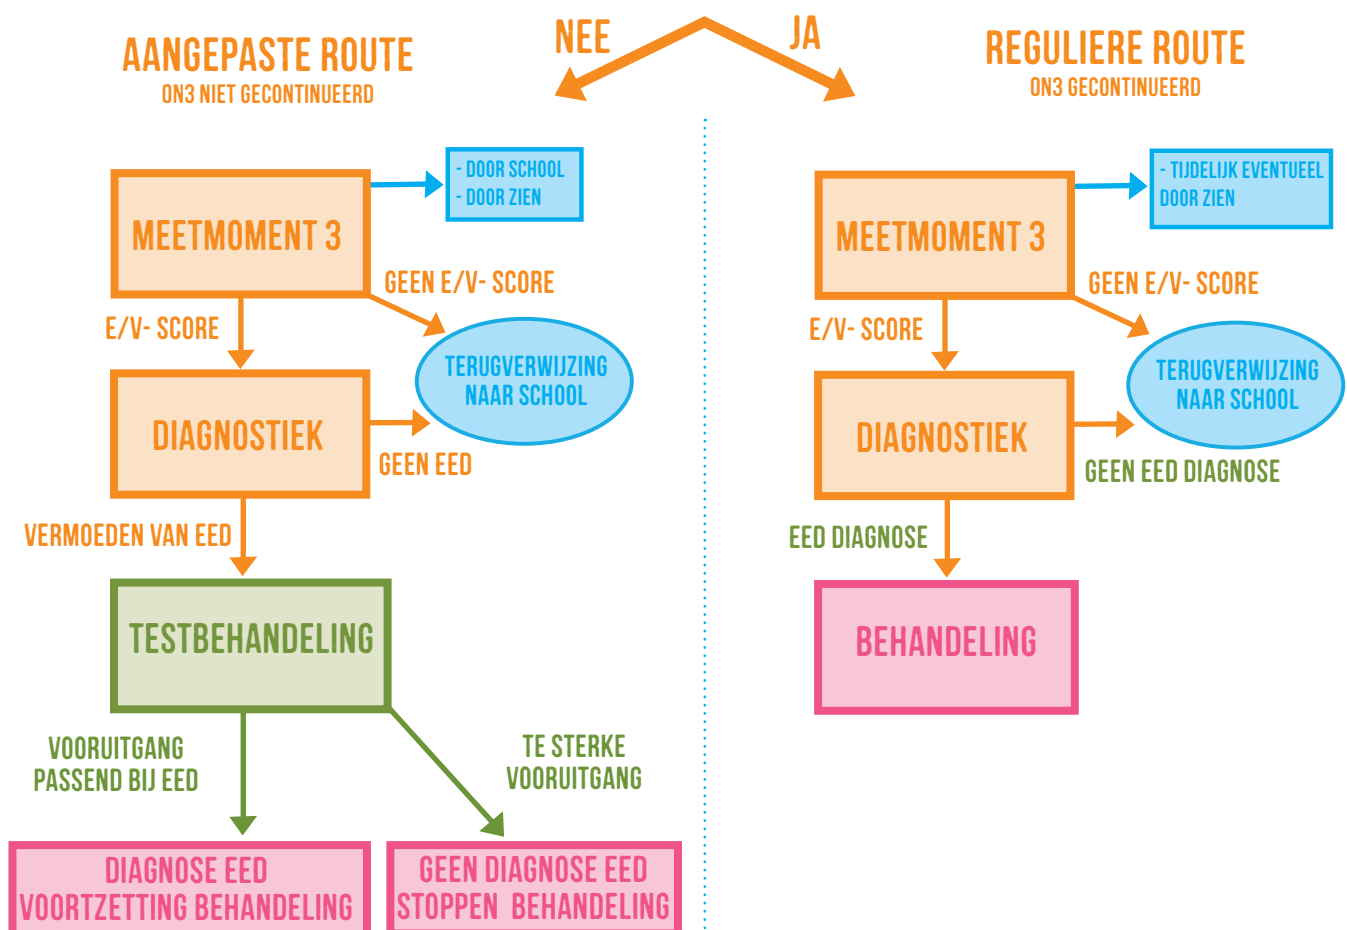 NEE
JA
AANGEPASTE ROUTE
ON3 NIET GECONTINUEERD
REGULIERE ROUTE
ON3 GECONTINUEERD
MEETMOMENT 3
- DOOR SCHOOL
- DOOR ZIEN
GEEN E/V- SCORE
E/V- SCORE
TERUGVERWIJZING
NAAR SCHOOL
DIAGNOSTIEK
GEEN EED
VERMOEDEN VAN EED
TESTBEHANDELING
VOORUITGANG
PASSEND BIJ EED
TE STERKE
VOORUITGANG
DIAGNOSE EED
VOORTZETTING BEHANDELING
GEEN DIAGNOSE EED
STOPPEN BEHANDELING
MEETMOMENT 3
- TIJDELIJK EVENTUEEL
DOOR ZIEN
GEEN E/V- SCORE
E/V- SCORE
TERUGVERWIJZING
NAAR SCHOOL
DIAGNOSTIEK
GEEN EED DIAGNOSE
EED DIAGNOSE
BEHANDELING